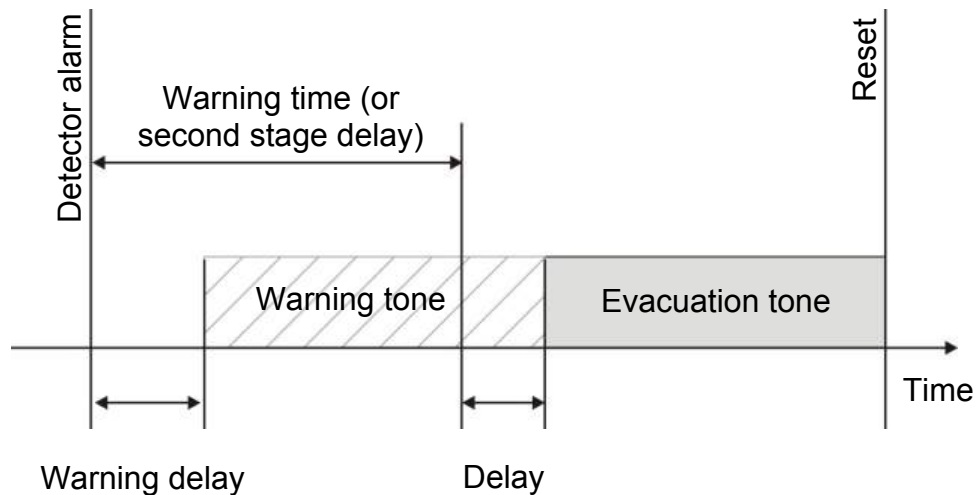 Detector alarm
Warning time (or
second stage delay)
Reset
Warning tone
Evacuation tone
Time
Warning delay
Delay